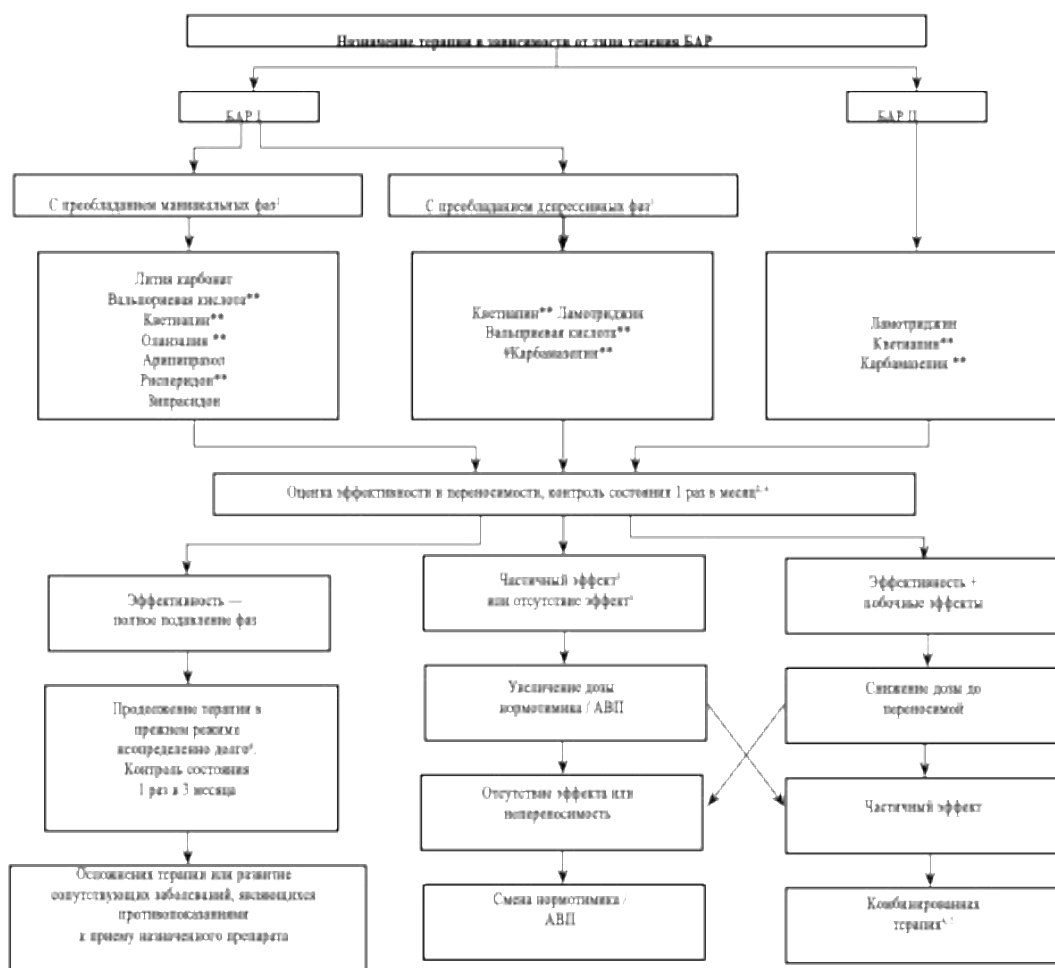 Назначение терапии в зависимости от типа течения БАР
БАР I
БАР II
С преобладанием маниакальных фаз¹
С преобладанием депрессивных фаз¹
Лития карбонат
Вальпроевая кислота**
Кветиапин**
Оланзапин **
Арипипразол
Рисперидон**
Зипрасидон
Кветиапин** Ламотриджин
Вальприевая кислота**
#Карбамазепин**
Ламотриджин
Кветиапин**
Карбамазепин **
Оценка эффективности и переносимости, контроль состояния 1 раз в месяц
Эффективность —
полное подавление фаз
Частичный эффект
или отсутствие эффект
Эффективность +
побочные эффекты
Продолжение терапии в
прежнем режиме
неопределенно долго
Контроль состояния
1 раз в 3 месяца
Увеличение дозы
нормотимика / АВП
Снижение дозы до
переносимой
Отсутствие эффекта или
непереносимость
Частичный эффект
Осложнения терапии или развитие
сопутствующих заболеваний, являющихся
противопоказаниями
к приему назначенного препарата
Смена нормотимика /
АВП
Комбинированная
терапия